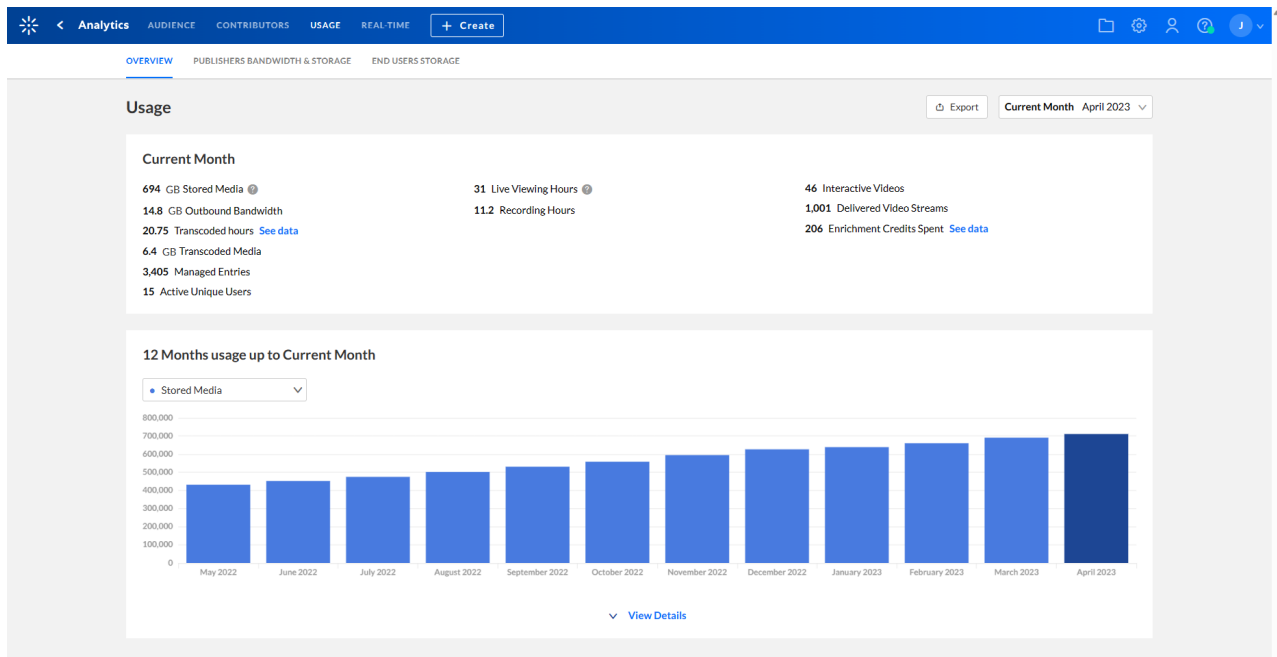 Analytics AUDIENCE CONTRIBUTORS USAGE REAL-TIME + Create J
OVERVIEW PUBLISHERS BANDWIDTH & STORAGE END USERS STORAGE
Usage
Export
Current Month April 2023
Current Month
694 GB Stored Media ?
14.8 GB Outbound Bandwidth
20.75 Transcoded hours See data
6.4 GB Transcoded Media
3,405 Managed Entries
15 Active Unique Users
31 Live Viewing Hours ?
11.2 Recording Hours
46 Interactive Videos
1,001 Delivered Video Streams
206 Enrichment Credits Spent See data
12 Months usage up to Current Month
Stored Media
800,000
700,000
600,000
500,000
400,000
300,000
200,000
100,000
0
May 2022 June 2022 July 2022 August 2022 September 2022 October 2022 November 2022 December 2022 January 2023 February 2023 March 2023 April 2023
View Details